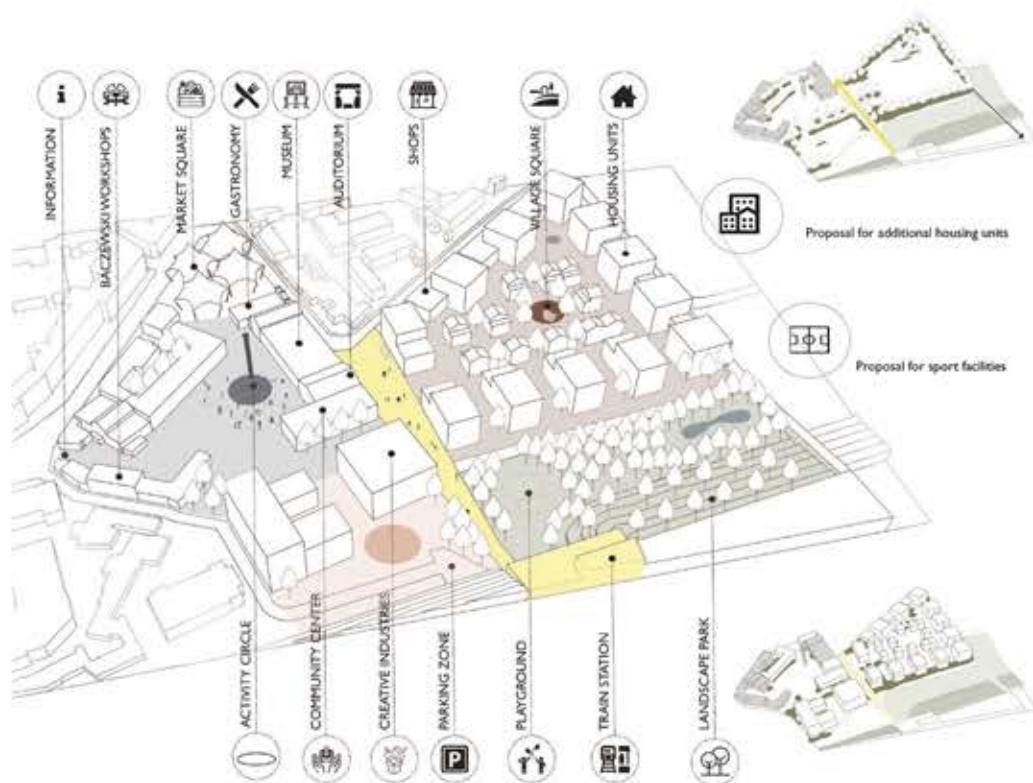 INFORMATION
BACZEWSKI WORKSHOPS
MARKET SQUARE
GASTRONOMY
MUSEUM
AUDITORIUM
SHOPS
VILLAGE SQUARE
HOUSING UNITS
Proposal for additional housing units
Proposal for sport facilities
ACTIVITY CIRCLE
COMMUNITY CENTER
CREATIVE INDUSTRIES
PARKING ZONE
PLAYGROUND
TRAIN STATION
LANDSCAPE PARK
i
P